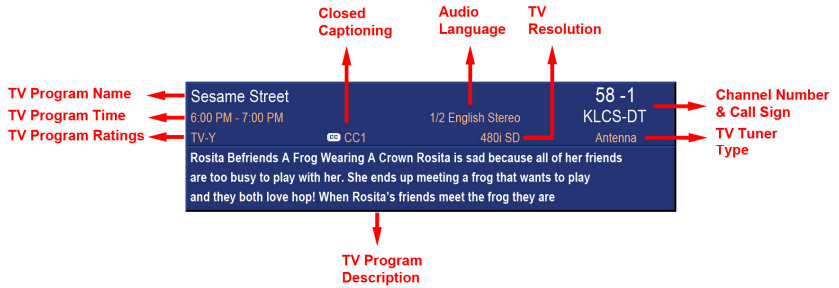 Closed
Captioning
Audio
Language
TV
Resolution
TV Program Name
TV Program Time
TV Program Ratings
Sesame Street
6:00 PM - 7:00 PM
TV-Y
CC CC1
1/2 English Stereo
480i SD
58 -1
KLCS-DT
Antenna
Channel Number
& Call Sign
TV Tuner
Type
Rosita Befriends A Frog Wearing A Crown Rosita is sad because all of her friends
are too busy to play with her. She ends up meeting a frog that wants to play
and they both love hop! When Rosita's friends meet the frog they are
TV Program
Description